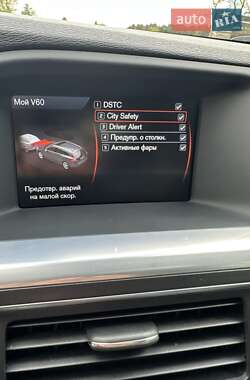 AUTO RIA
Мой V60
1 DSTC
2 City Safety
3 Driver Alert
4 Предупр. о столкн.
5 Активные фары
Предотвр. аварий
на малой скор.